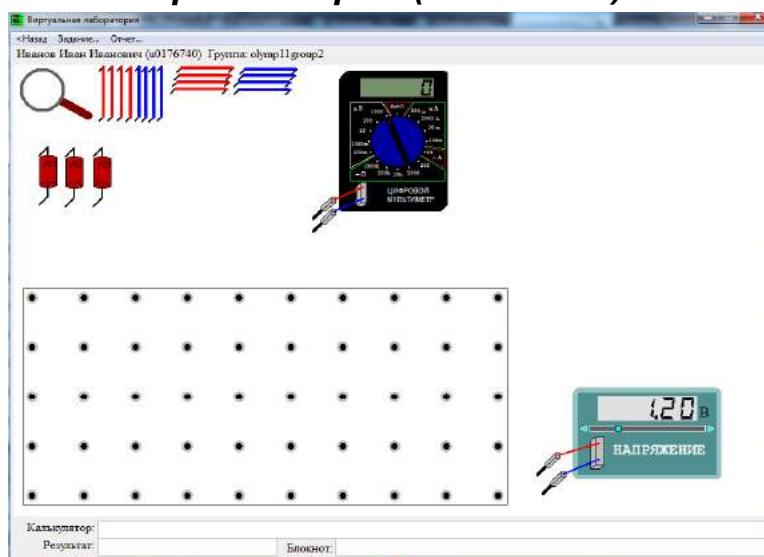 Виртуальная лаборатория
<Назад Задание... Отчет...
Иванов Иван Иванович (u0176740) Группа: olymp11group2
0
ЦИФРОВОЙ
МУЛЬТИМЕТР
1.20 В
НАПРЯЖЕНИЕ
Калькулятор:
Результат: Блокнот: